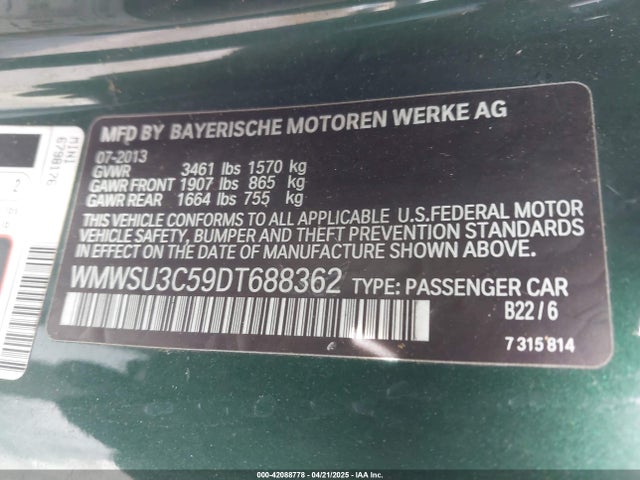 MFD BY BAYERISCHE MOTOREN WERKE AG
07-2013
GVWR 3461 lbs 1570 kg
GAWR FRONT 1907 lbs 865 kg
GAWR REAR 1664 lbs 755 kg
THIS VEHICLE CONFORMS TO ALL APPLICABLE U.S.FEDERAL MOTOR
VEHICLE SAFETY, BUMPER AND THEFT PREVENTION STANDARDS
IN EFFECT ON THE DATE OF MANUFACTURE SHOWN ABOVE.
WMWSU3C59DT688362 TYPE: PASSENGER CAR
B22/6
7 315 814
MINI
6798176
2
000-42088778 - 04/21/2025 - IAA Inc.